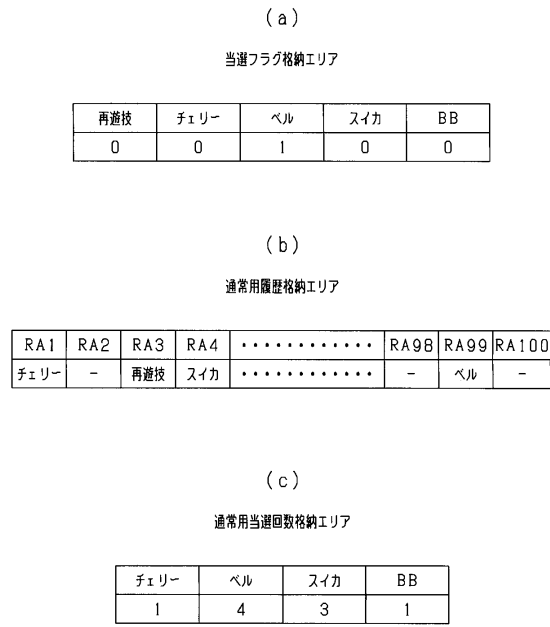 (a)
当選フラグ格納エリア
再遊技 チェリー ベル スイカ BB
0 0 1 0 0
(b)
通常用履歴格納エリア
RA1 RA2 RA3 RA4 ・・・・・・・・・・・・ RA98 RA99 RA100
チェリー - 再遊技 スイカ ・・・・・・・・・・・・ - ベル -
(c)
通常用当選回数格納エリア
チェリー ベル スイカ BB
1 4 3 1